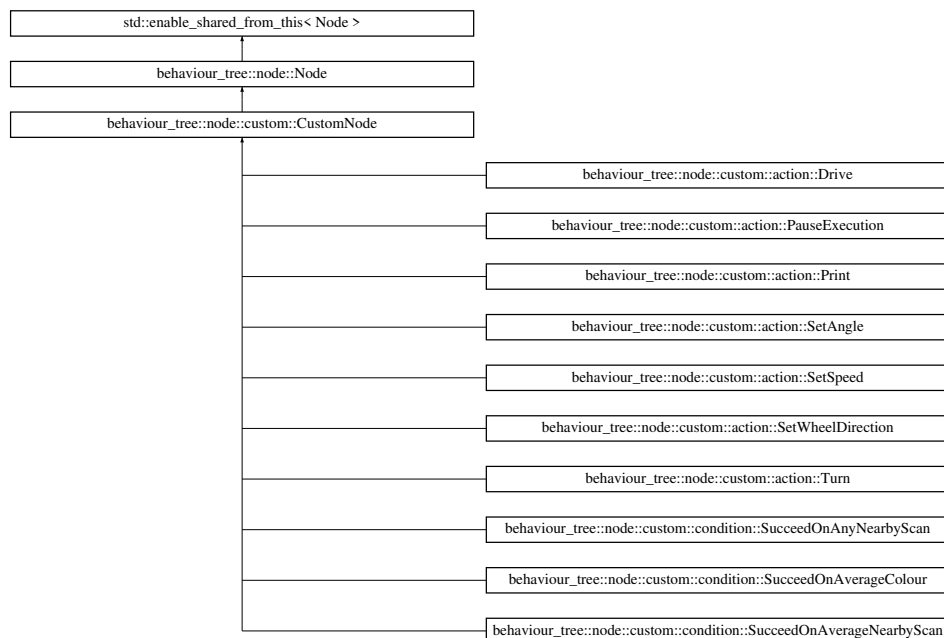 std::enable_shared_from_this< Node >
behaviour_tree::node::Node
behaviour_tree::node::custom::CustomNode
behaviour_tree::node::custom::action::Drive
behaviour_tree::node::custom::action::PauseExecution
behaviour_tree::node::custom::action::Print
behaviour_tree::node::custom::action::SetAngle
behaviour_tree::node::custom::action::SetSpeed
behaviour_tree::node::custom::action::SetWheelDirection
behaviour_tree::node::custom::action::Turn
behaviour_tree::node::custom::condition::SucceedOnAnyNearbyScan
behaviour_tree::node::custom::condition::SucceedOnAverageColour
behaviour_tree::node::custom::condition::SucceedOnAverageNearbyScan